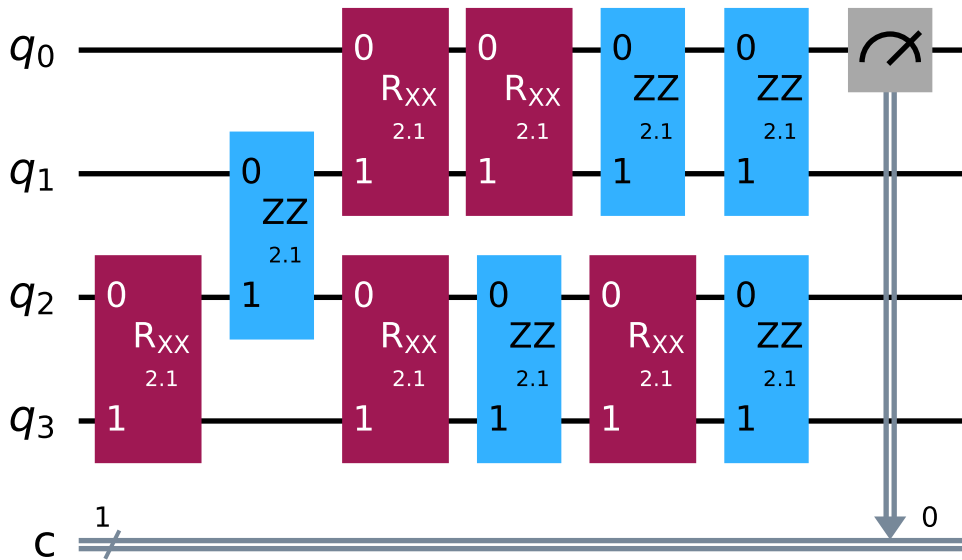 q0 0 0 0 0
RXX RXX ZZ ZZ
2.1 2.1 2.1 2.1
q1 0 1 1 1 1
ZZ
2.1
q2 0 1 0 0 0 0
RXX RXX ZZ RXX ZZ
2.1 2.1 2.1 2.1 2.1
q3 1 1 1 1 1
1 0
c